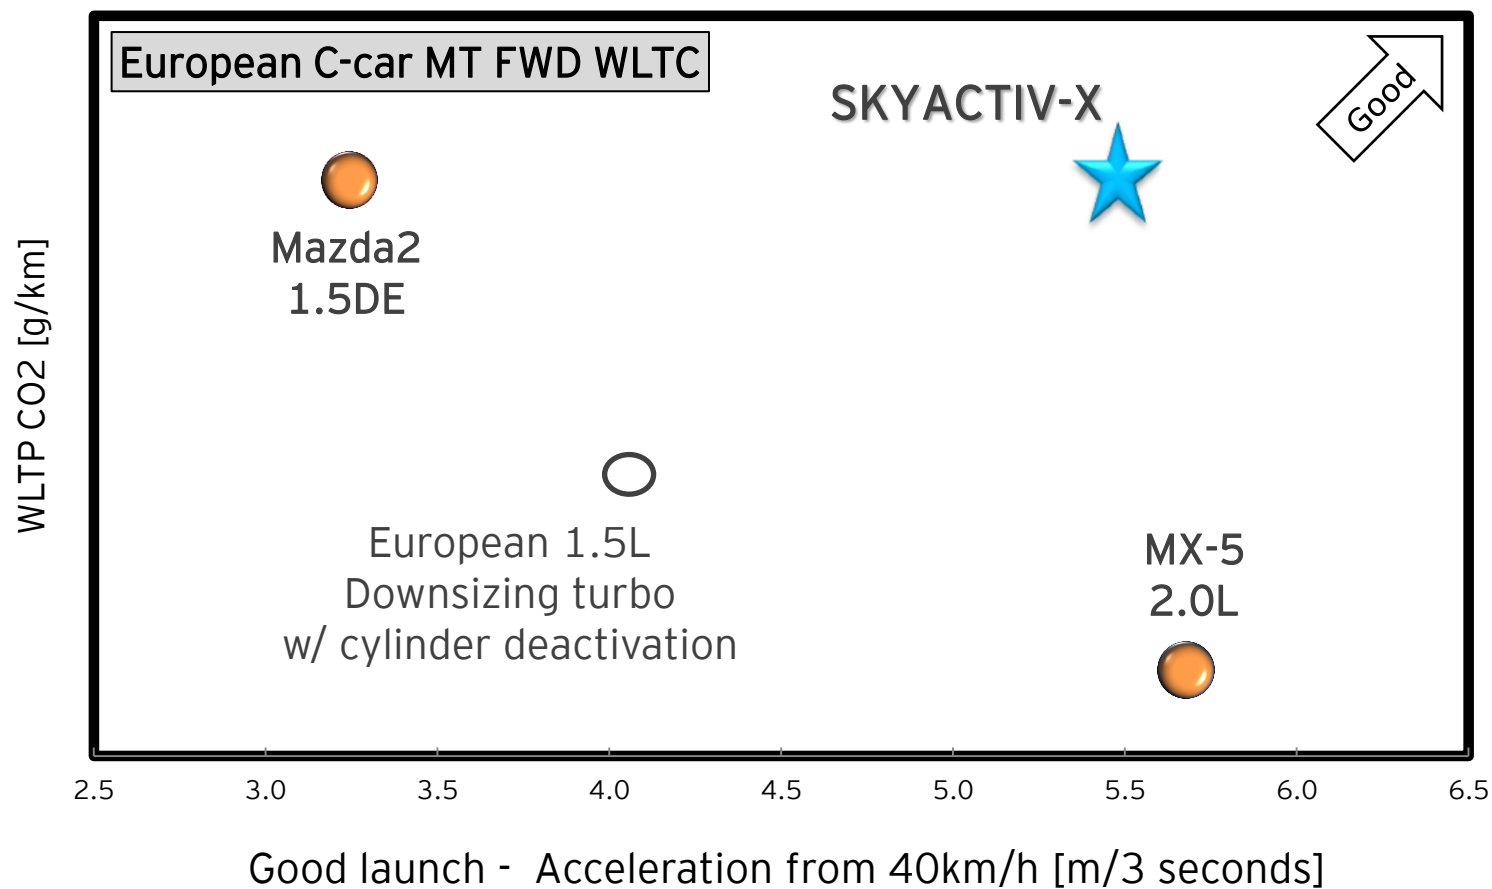 European C-car MT FWD WLTC
SKYACTIV-X
Good
Mazda2
1.5DE
WLTP CO2 [g/km]
European 1.5L
Downsizing turbo
w/ cylinder deactivation
MX-5
2.0L
2.5 3.0 3.5 4.0 4.5 5.0 5.5 6.0 6.5
Good launch - Acceleration from 40km/h [m/3 seconds]